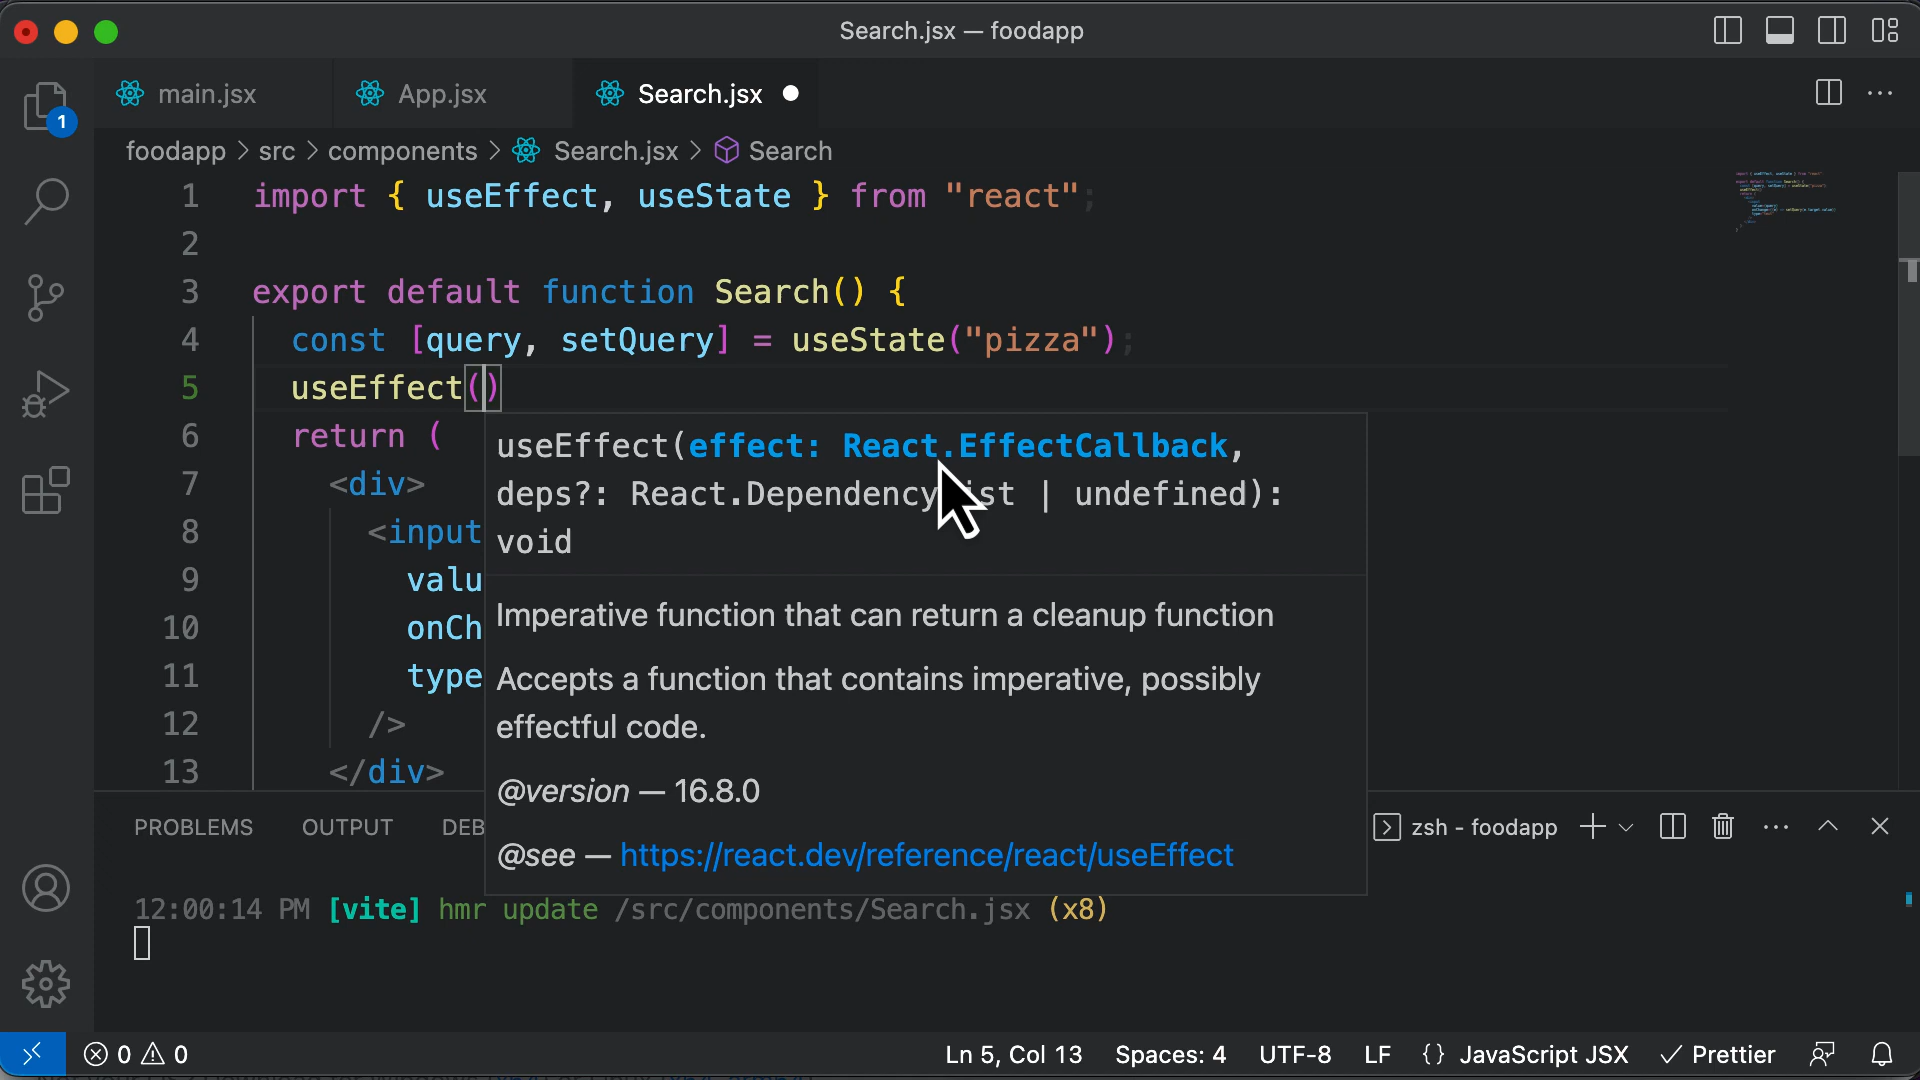 Search.jsx — foodapp
main.jsx
App.jsx
Search.jsx
1
foodapp > src > components > Search.jsx > Search
1 import { useEffect, useState } from "react";
2
3 export default function Search() {
4 const [query, setQuery] = useState("pizza");
5 useEffect()
6 return (
7 <div>
8 <input
9 valu
10 onCh
11 type
12 />
13 </div>
useEffect(effect: React.EffectCallback,
deps?: React.Dependency st | undefined):
void
Imperative function that can return a cleanup function
Accepts a function that contains imperative, possibly
effectful code.
@version — 16.8.0
@see — https://react.dev/reference/react/useEffect
PROBLEMS OUTPUT DEB
zsh - foodapp
12:00:14 PM [vite] hmr update /src/components/Search.jsx (x8)
0 0
Ln 5, Col 13 Spaces: 4 UTF-8 LF {} JavaScript JSX Prettier